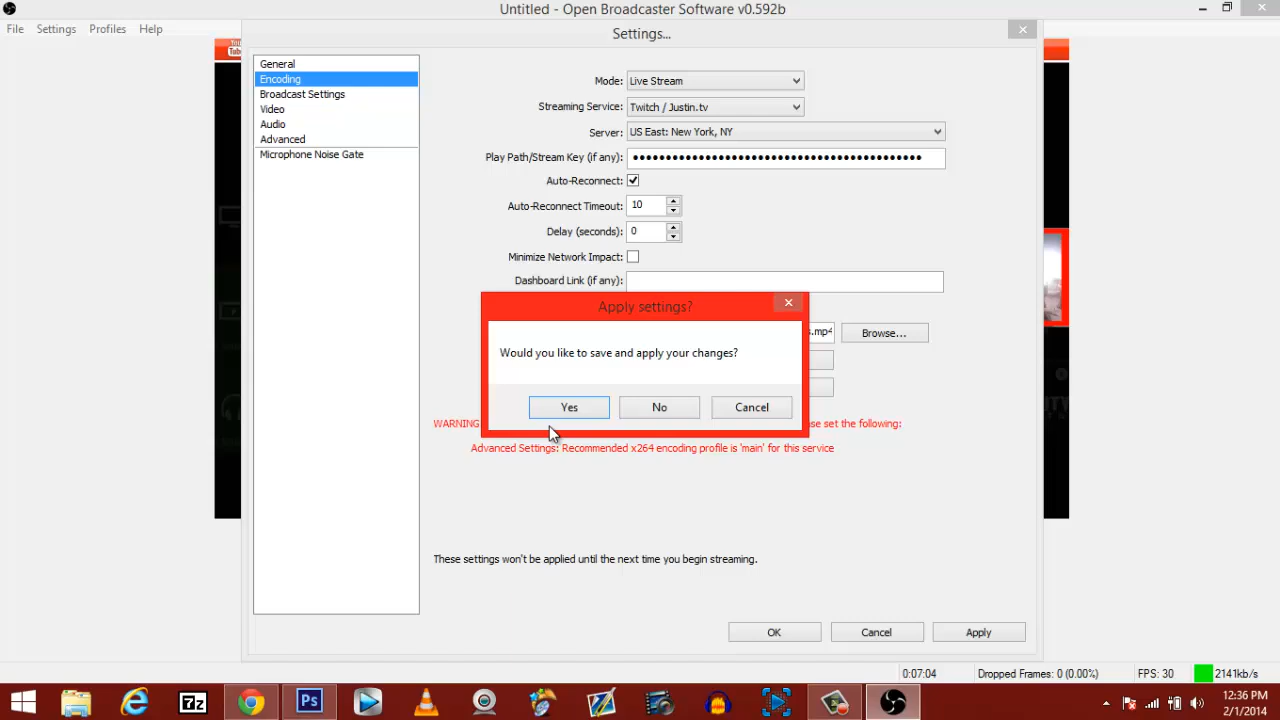 Untitled - Open Broadcaster Software v0.592b
File Settings Profiles Help
Settings...
General
Encoding
Broadcast Settings
Video
Audio
Advanced
Microphone Noise Gate
Mode: Live Stream
Streaming Service: Twitch / Justin.tv
Server: US East: New York, NY
Play Path/Stream Key (if any): ●●●●●●●●●●●●●●●●●●●●●●●●●●●●●●●●●●●●●●●●●●●●
Auto-Reconnect:
Auto-Reconnect Timeout: 10
Delay (seconds): 0
Minimize Network Impact:
Dashboard Link (if any):
Apply settings?
.mp4 Browse...
Would you like to save and apply your changes?
Yes No Cancel
WARNING se set the following:
Advanced Settings: Recommended x264 encoding profile is 'main' for this service
These settings won't be applied until the next time you begin streaming.
OK Cancel Apply
0:07:04 Dropped Frames: 0 (0.00%) FPS: 30 2141kb/s
7z Ps
12:36 PM
2/1/2014